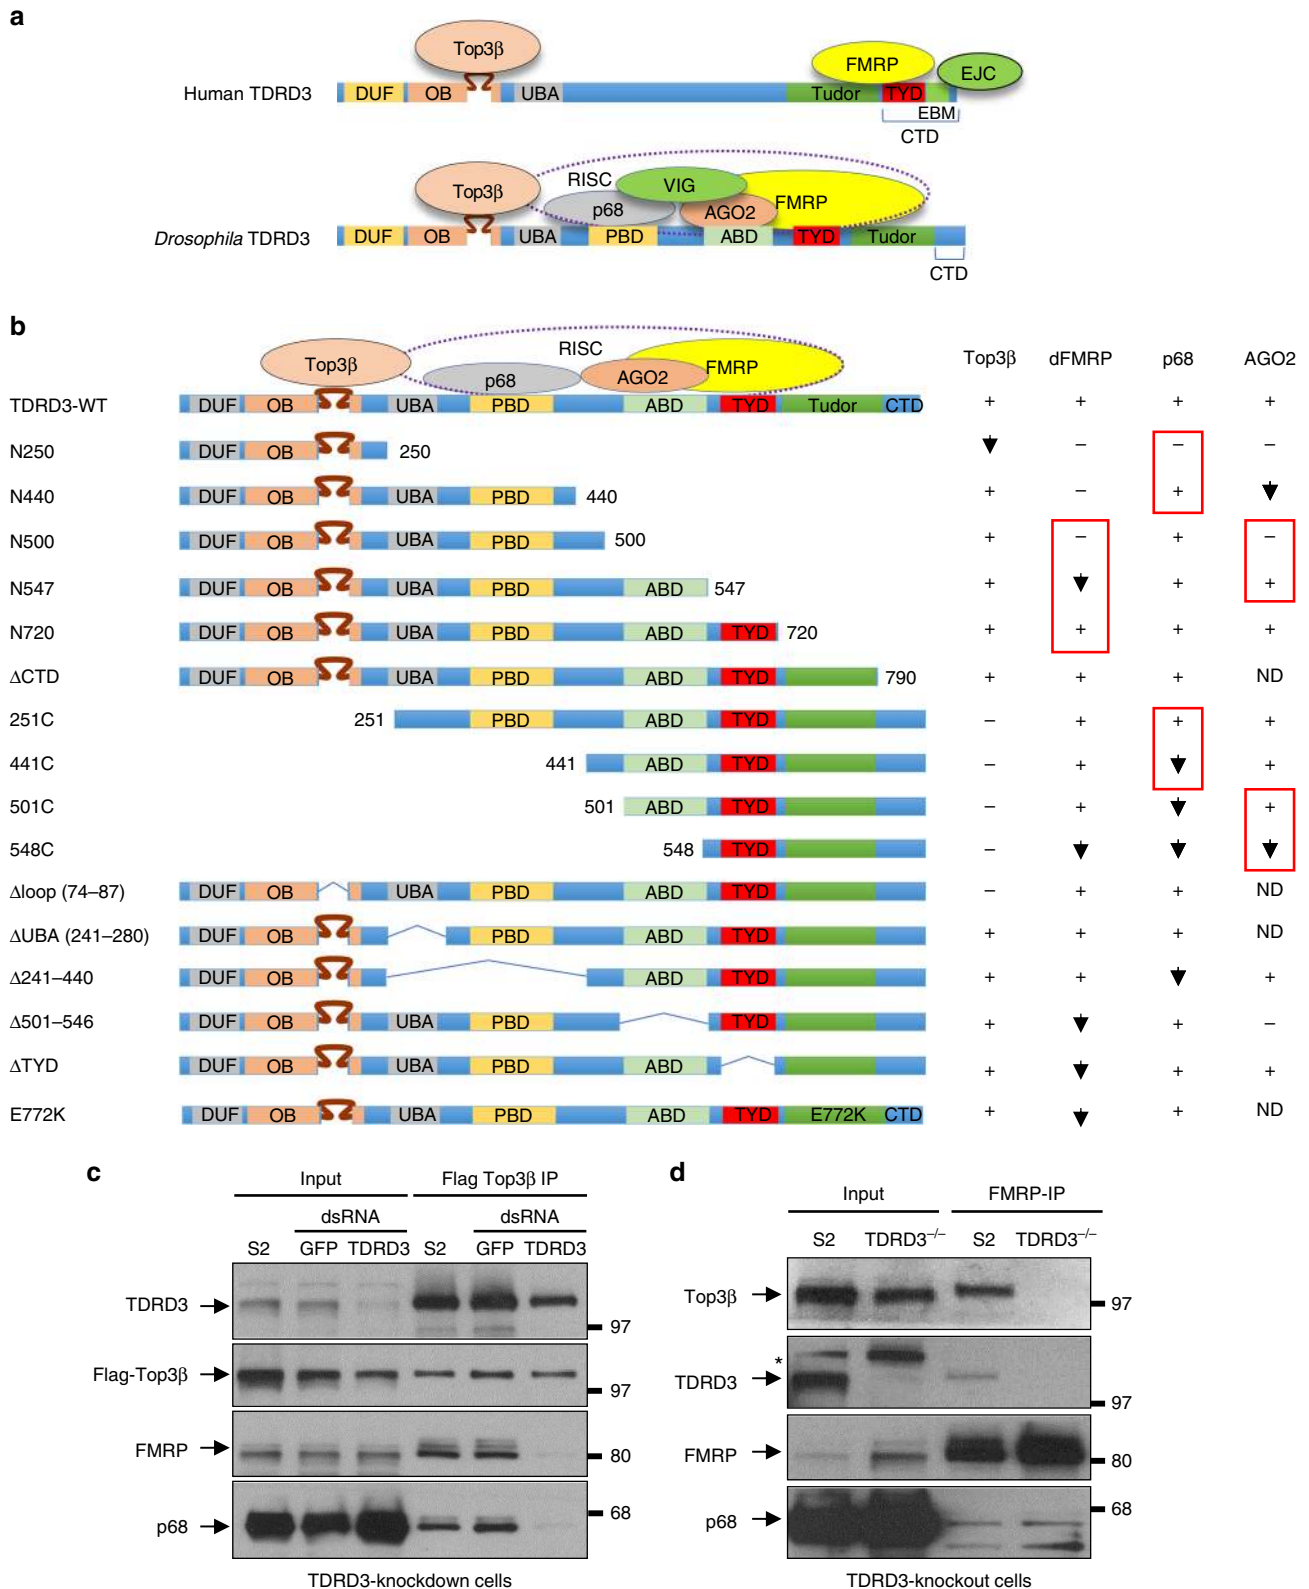 a
Top3β
FMRP
EJC
Human TDRD3
DUF
OB
UBA
Tudor
TYD
EBM
CTD
Top3β
RISC
VIG
p68
AGO2
FMRP
Drosophila TDRD3
DUF
OB
UBA
PBD
ABD
TYD
Tudor
CTD
b
Top3β
RISC
p68
AGO2
FMRP
Top3β dFMRP p68 AGO2
TDRD3-WT DUF OB UBA PBD ABD TYD Tudor CTD + + + +
N250 DUF OB 250 – – –
N440 DUF OB UBA PBD 440 + – +
N500 DUF OB UBA PBD 500 + – + –
N547 DUF OB UBA PBD ABD 547 + + +
N720 DUF OB UBA PBD ABD TYD 720 + + + +
ΔCTD DUF OB UBA PBD ABD TYD 790 + + + ND
251C 251 PBD ABD TYD – + + +
441C 441 ABD TYD – + +
501C 501 ABD TYD – + +
548C 548 TYD –
Δloop (74–87) DUF OB UBA PBD ABD TYD – + + ND
ΔUBA (241–280) DUF OB PBD ABD TYD + + + ND
Δ241–440 DUF OB ABD TYD + + +
Δ501–546 DUF OB UBA PBD TYD + + –
ΔTYD DUF OB UBA PBD ABD + + +
E772K DUF OB UBA PBD ABD TYD E772K CTD + + ND
c
Input Flag Top3β IP
dsRNA dsRNA
S2 GFP TDRD3 S2 GFP TDRD3
TDRD3
97
Flag-Top3β
97
FMRP
80
p68
68
TDRD3-knockdown cells
d
Input FMRP-IP
S2 TDRD3–/– S2 TDRD3–/–
Top3β
97
*
TDRD3
97
FMRP
80
p68
68
TDRD3-knockout cells